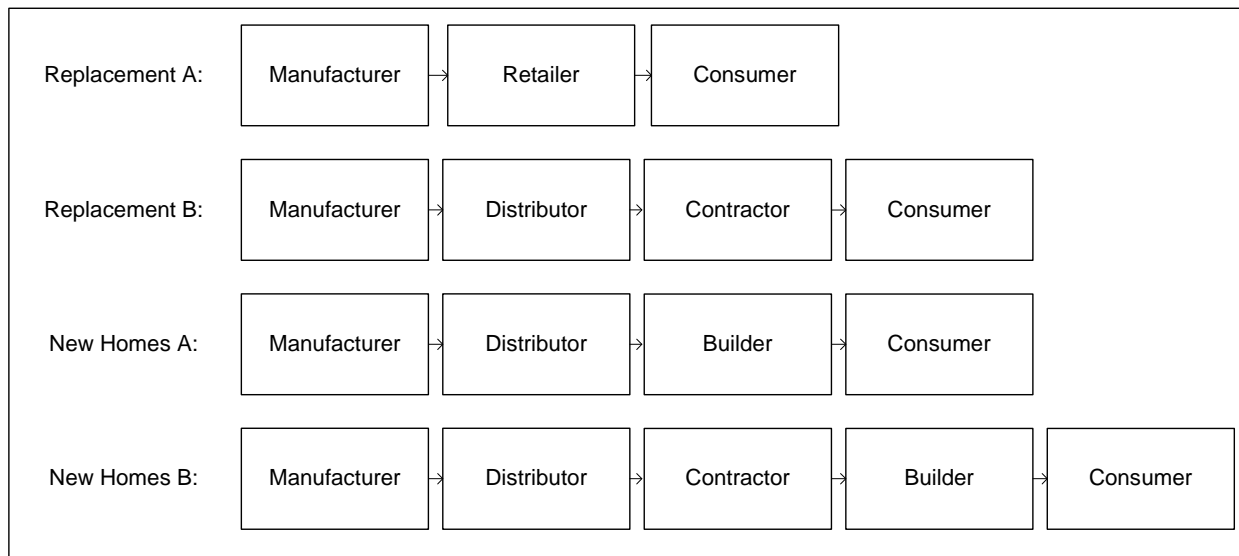 Replacement A: Manufacturer Retailer Consumer
Replacement B: Manufacturer Distributor Contractor Consumer
New Homes A: Manufacturer Distributor Builder Consumer
New Homes B: Manufacturer Distributor Contractor Builder Consumer